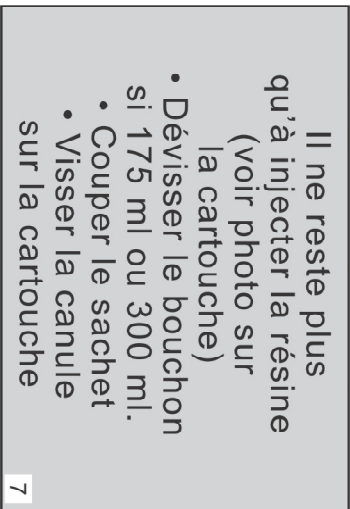 Il ne reste plus
qu'à injecter la résine
(voir photo sur
la cartouche)
• Dévisser le bouchon
si 175 ml ou 300 ml.
• Couper le sachet
• Visser la canule
sur la cartouche
7